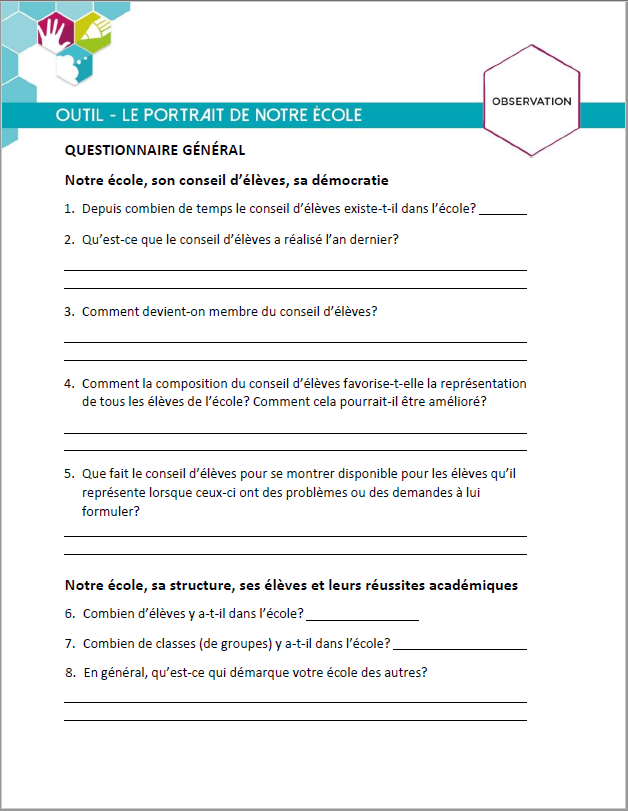 OBSERVATION
OUTIL - LE PORTRAIT DE NOTRE ÉCOLE
QUESTIONNAIRE GÉNÉRAL
Notre école, son conseil d'élèves, sa démocratie
1. Depuis combien de temps le conseil d'élèves existe-t-il dans l'école? ______
2. Qu'est-ce que le conseil d'élèves a réalisé l'an dernier?
3. Comment devient-on membre du conseil d'élèves?
4. Comment la composition du conseil d'élèves favorise-t-elle la représentation
de tous les élèves de l'école? Comment cela pourrait-il être amélioré?
5. Que fait le conseil d'élèves pour se montrer disponible pour les élèves qu'il
représente lorsque ceux-ci ont des problèmes ou des demandes à lui
formuler?
Notre école, sa structure, ses élèves et leurs réussites académiques
6. Combien d'élèves y a-t-il dans l'école? ______
7. Combien de classes (de groupes) y a-t-il dans l'école? ______
8. En général, qu'est-ce qui démarque votre école des autres?